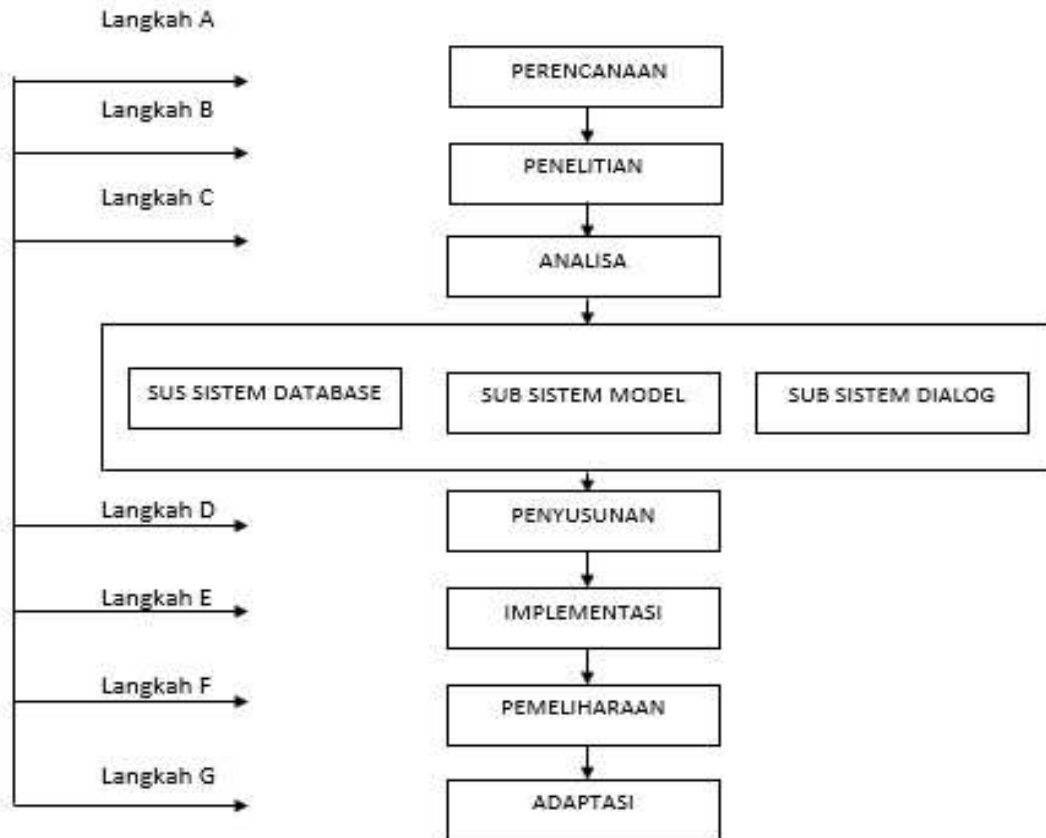 Langkah A
PERENCANAAN
Langkah B
PENELITIAN
Langkah C
ANALISA
SUS SISTEM DATABASE
SUB SISTEM MODEL
SUB SISTEM DIALOG
Langkah D
PENYUSUNAN
Langkah E
IMPLEMENTASI
Langkah F
PEMELIHARAAN
Langkah G
ADAPTASI